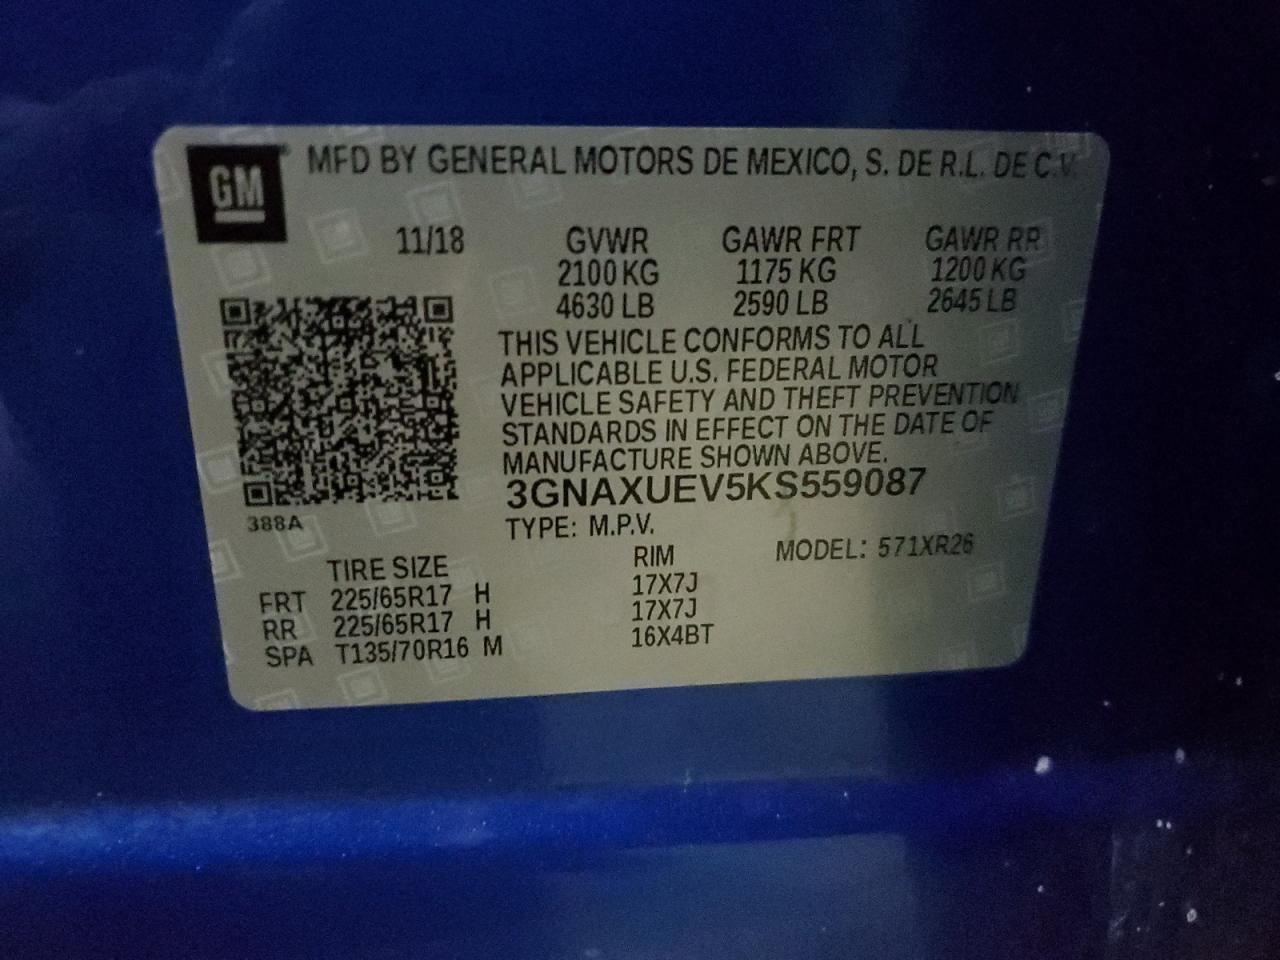 GM ® MFD BY GENERAL MOTORS DE MEXICO, S. DE R.L. DE C.V.
11/18 GVWR GAWR FRT GAWR RR
2100 KG 1175 KG 1200 KG
4630 LB 2590 LB 2645 LB
THIS VEHICLE CONFORMS TO ALL
APPLICABLE U.S. FEDERAL MOTOR
VEHICLE SAFETY AND THEFT PREVENTION
STANDARDS IN EFFECT ON THE DATE OF
MANUFACTURE SHOWN ABOVE.
3GNAXUEV5KS559087
388A
TYPE: M.P.V. MODEL: 571XR26
TIRE SIZE RIM
FRT 225/65R17 H 17X7J
RR 225/65R17 H 17X7J
SPA T135/70R16 M 16X4BT